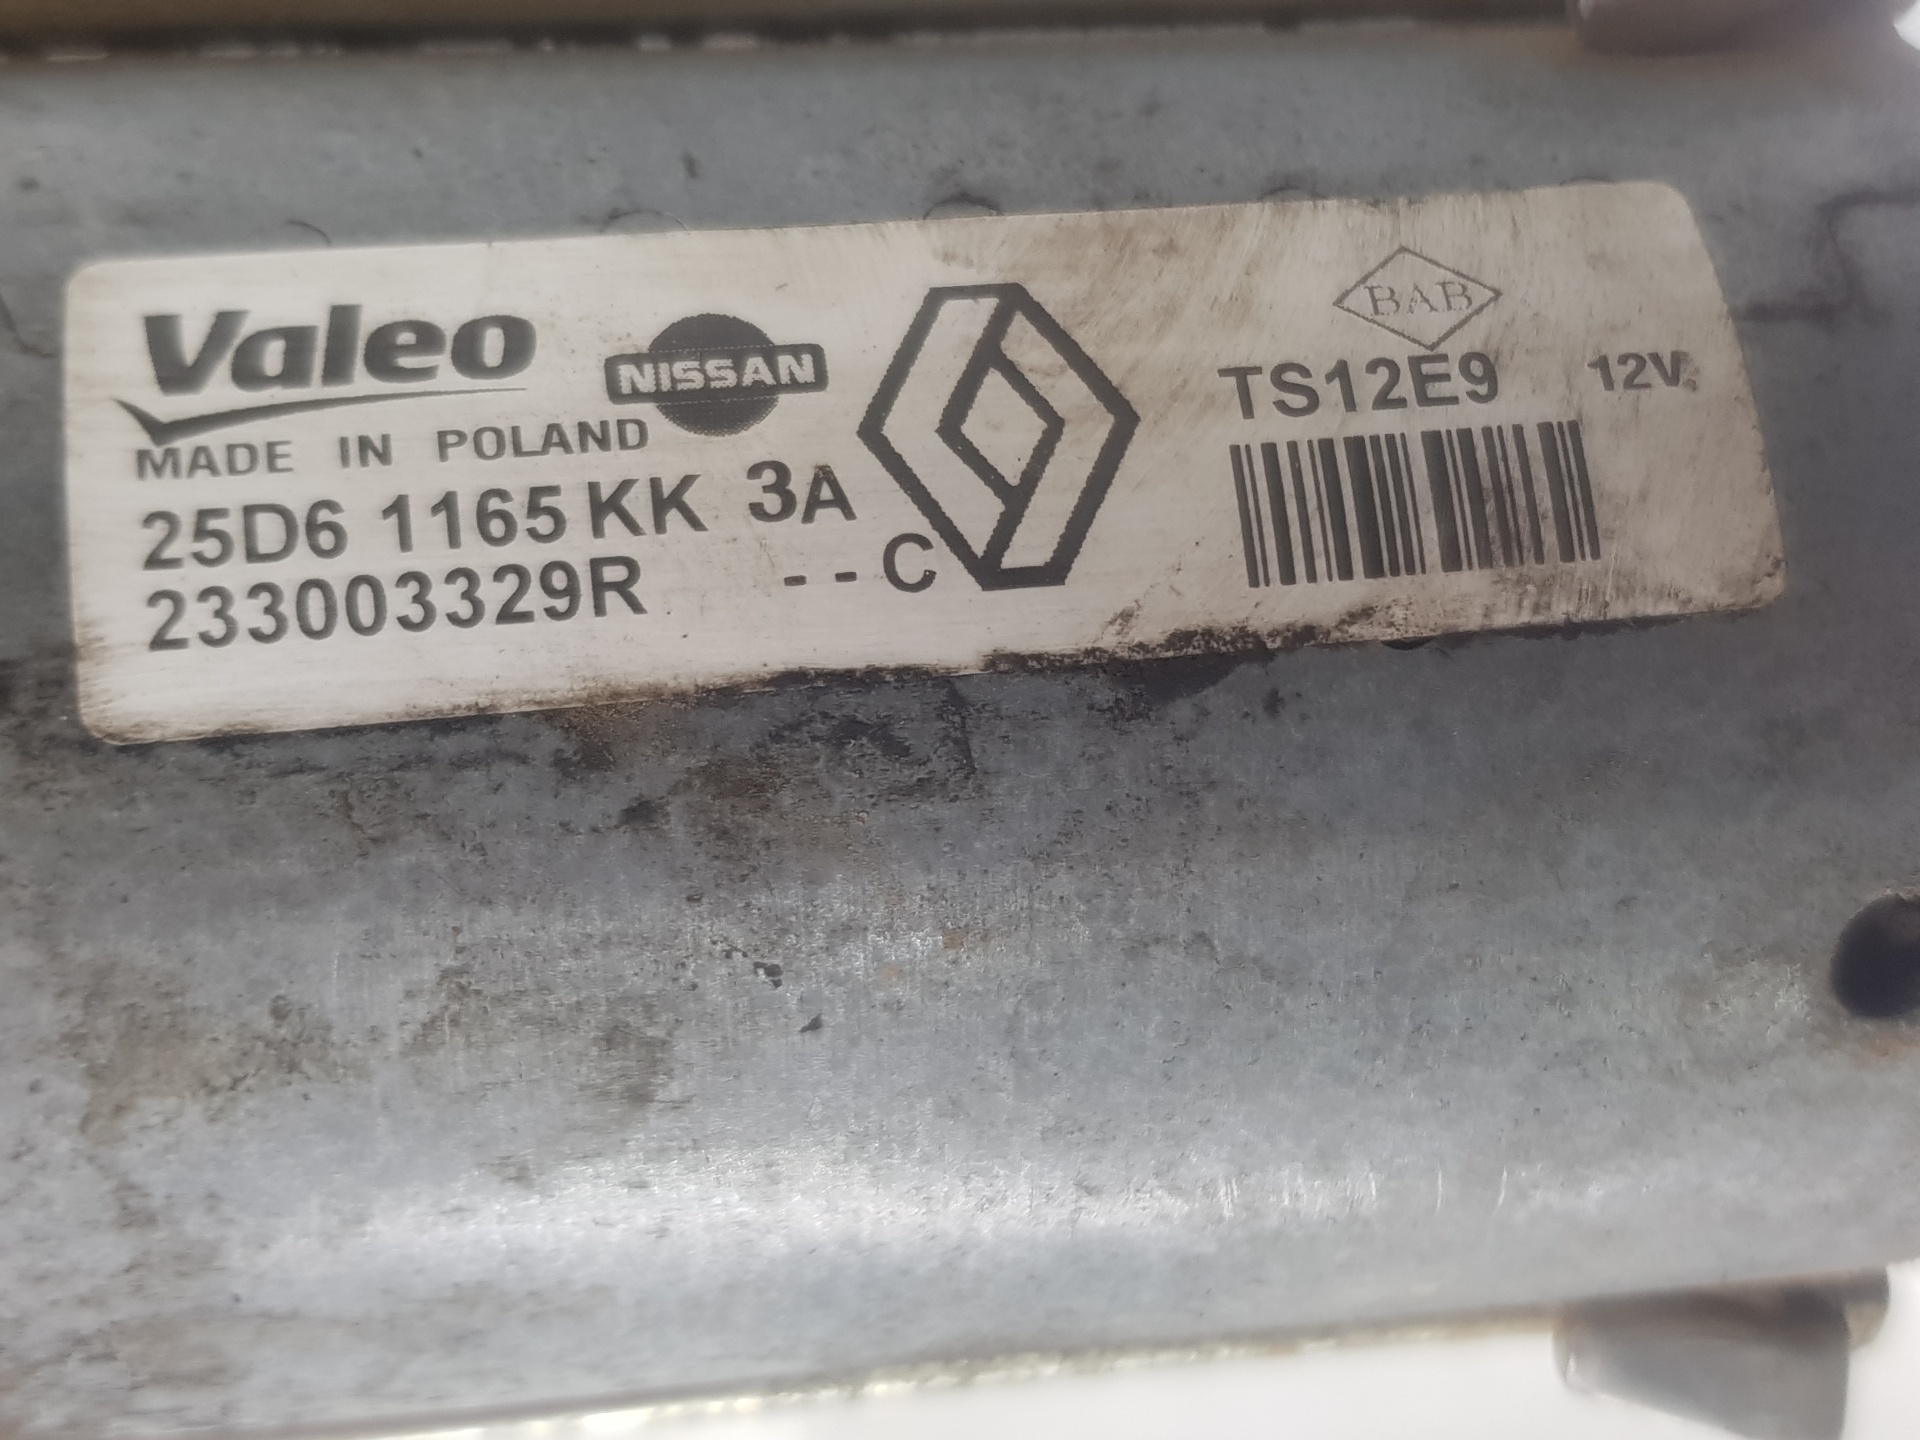 Valeo
NISSAN
MADE IN POLAND
25D6 1165 KK 3A
233003329R --C
BAB
TS12E9 12V